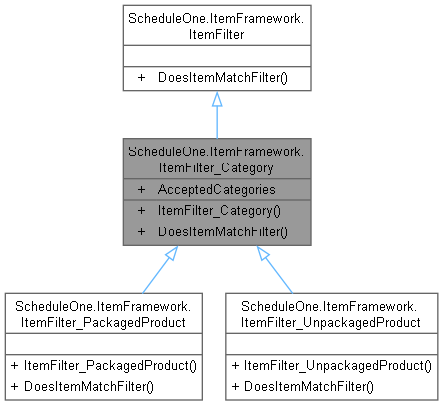 ScheduleOne.ItemFramework.
ItemFilter
+ DoesItemMatchFilter()
ScheduleOne.ItemFramework.
ItemFilter_Category
+ AcceptedCategories
+ ItemFilter_Category()
+ DoesItemMatchFilter()
ScheduleOne.ItemFramework.
ItemFilter_PackagedProduct
+ ItemFilter_PackagedProduct()
+ DoesItemMatchFilter()
ScheduleOne.ItemFramework.
ItemFilter_UnpackagedProduct
+ ItemFilter_UnpackagedProduct()
+ DoesItemMatchFilter()